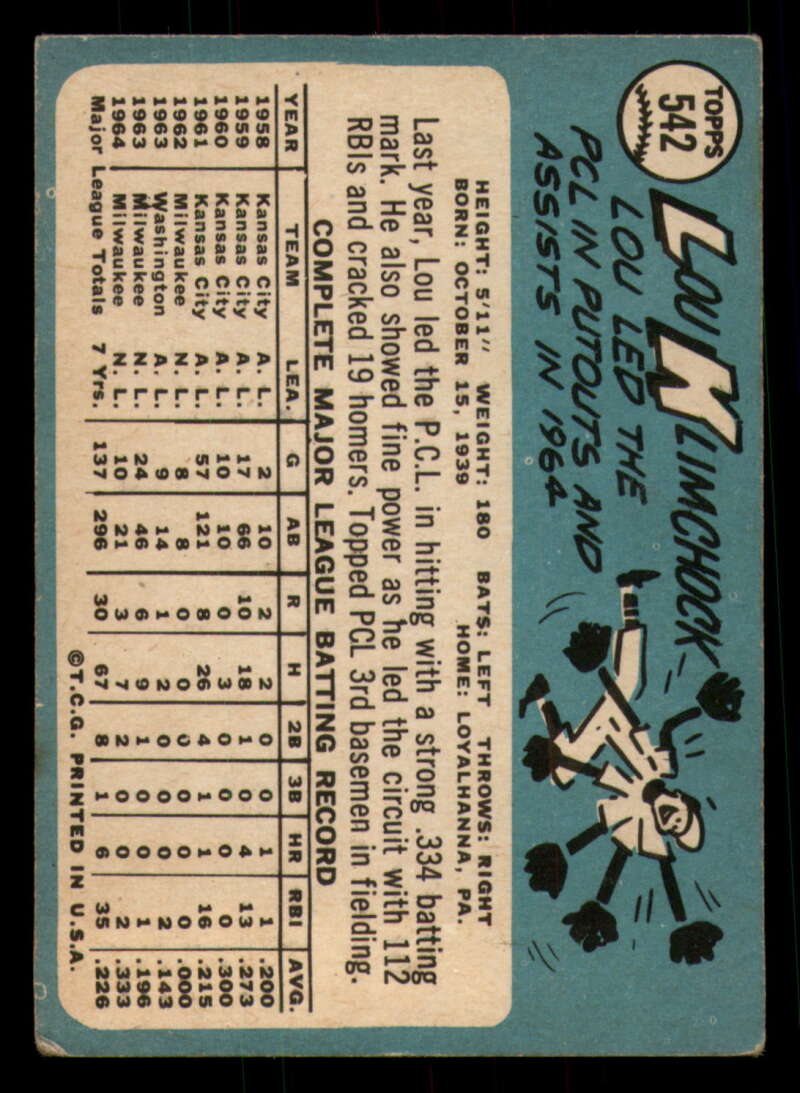 TOPPS
542
LOU KLIMCHOCK
LOU LED THE
PCL IN PUTOUTS AND
ASSISTS IN 1964
HEIGHT: 5'11" WEIGHT: 180 BATS: LEFT THROWS: RIGHT
BORN: OCTOBER 15, 1939 HOME: LOYALHANNA, PA.
Last year, Lou led the P.C.L. in hitting with a strong .334 batting
mark. He also showed fine power as he led the circuit with 112
RBIs and cracked 19 homers. Topped PCL 3rd basemen in fielding.
COMPLETE MAJOR LEAGUE BATTING RECORD
YEAR TEAM LEA. G AB R H 2B 3B HR RBI AVG.
1958 Kansas City A. L. 2 10 2 2 0 0 1 1 .200
1959 Kansas City A. L. 17 66 10 18 1 0 4 13 .273
1960 Kansas City A. L. 10 10 0 3 0 0 0 0 .300
1961 Kansas City A. L. 57 121 8 26 4 1 1 16 .215
1962 Milwaukee N. L. 8 8 0 0 0 0 0 0 .000
1963 Washington A. L. 9 14 1 2 0 0 0 2 .143
1963 Milwaukee N. L. 24 46 6 9 1 0 0 1 .196
1964 Milwaukee N. L. 10 21 3 7 2 0 0 2 .333
Major League Totals 7 Yrs. 137 296 30 67 8 1 6 35 .226
©T.C.G. PRINTED IN U.S.A.